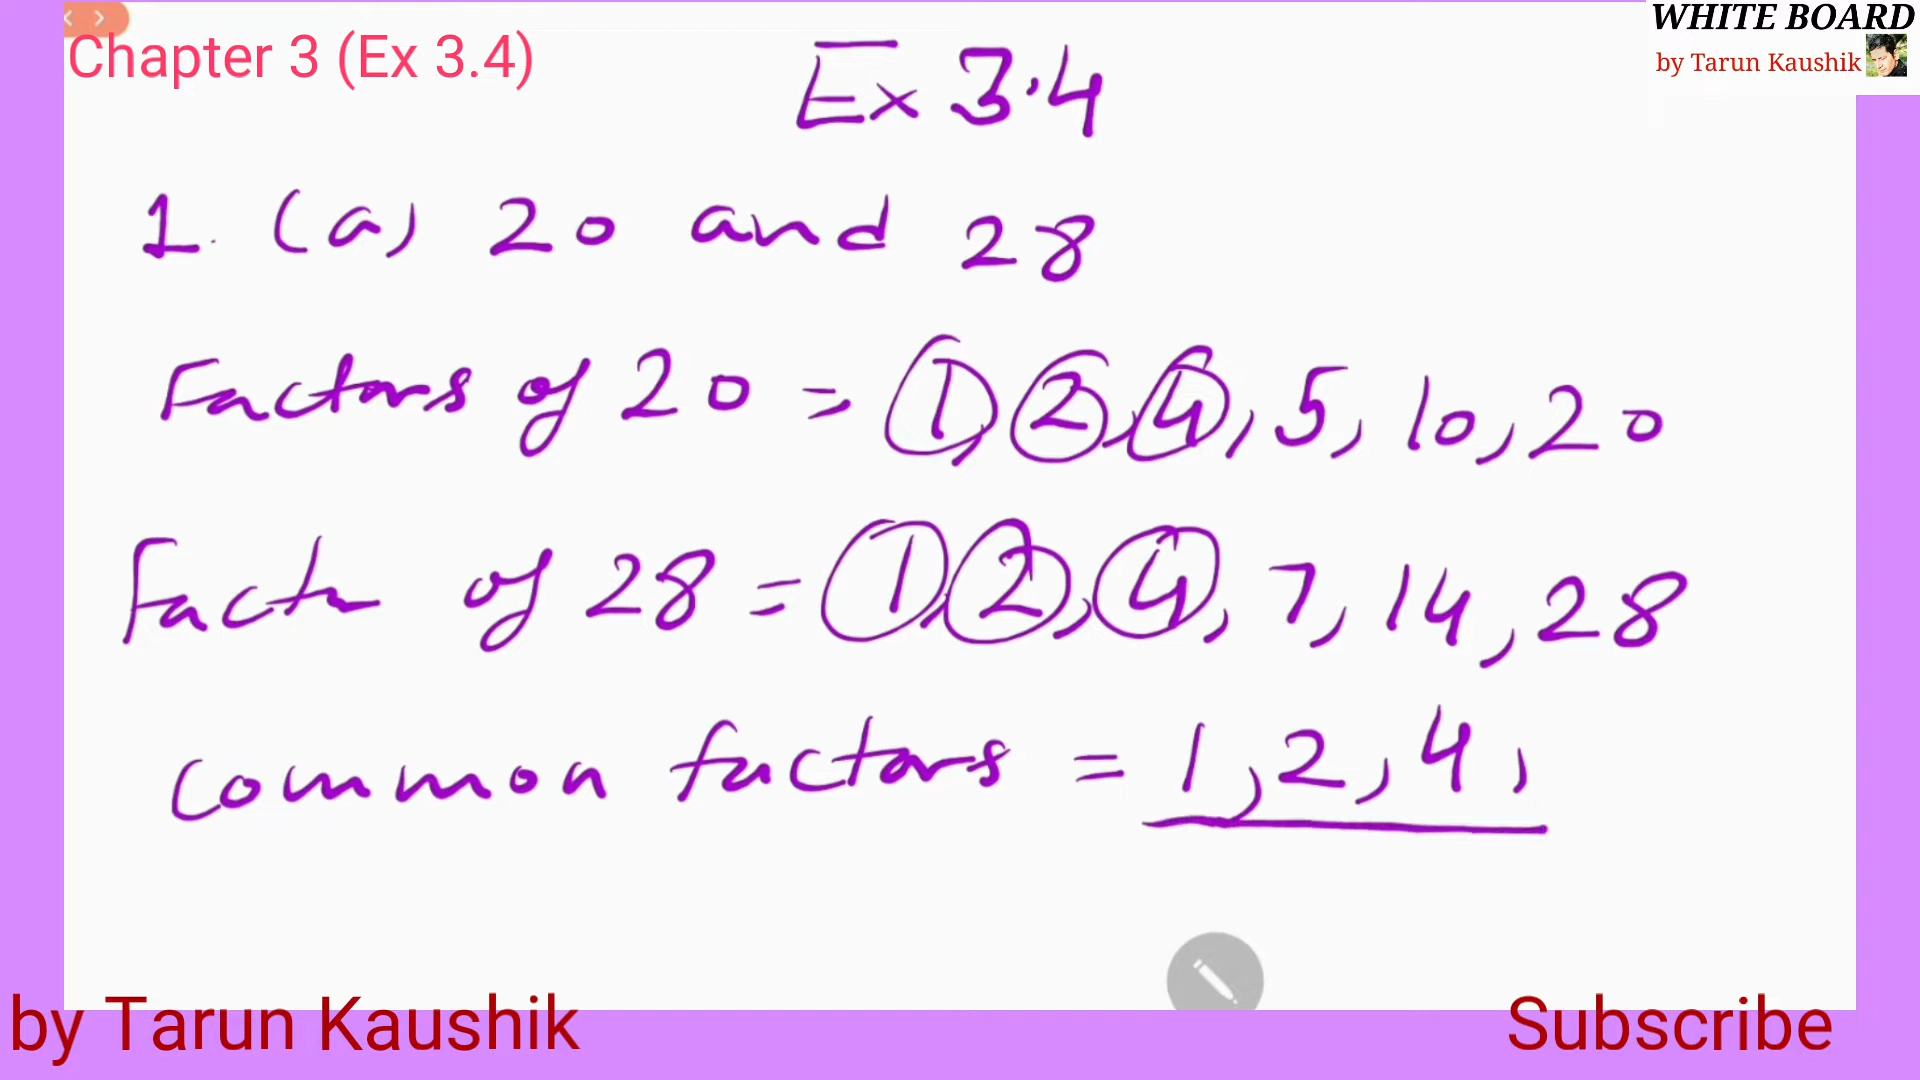 WHITE BOARD
by Tarun Kaushik
Chapter 3 (Ex 3.4)
Ex 3.4
1. (a) 20 and 28
Factors of 20 = 1, 2, 4, 5, 10, 20
of 28 = 1, 2, 4, 7, 14, 28
common factors = 1, 2, 4,
by Tarun Kaushik
Subscribe